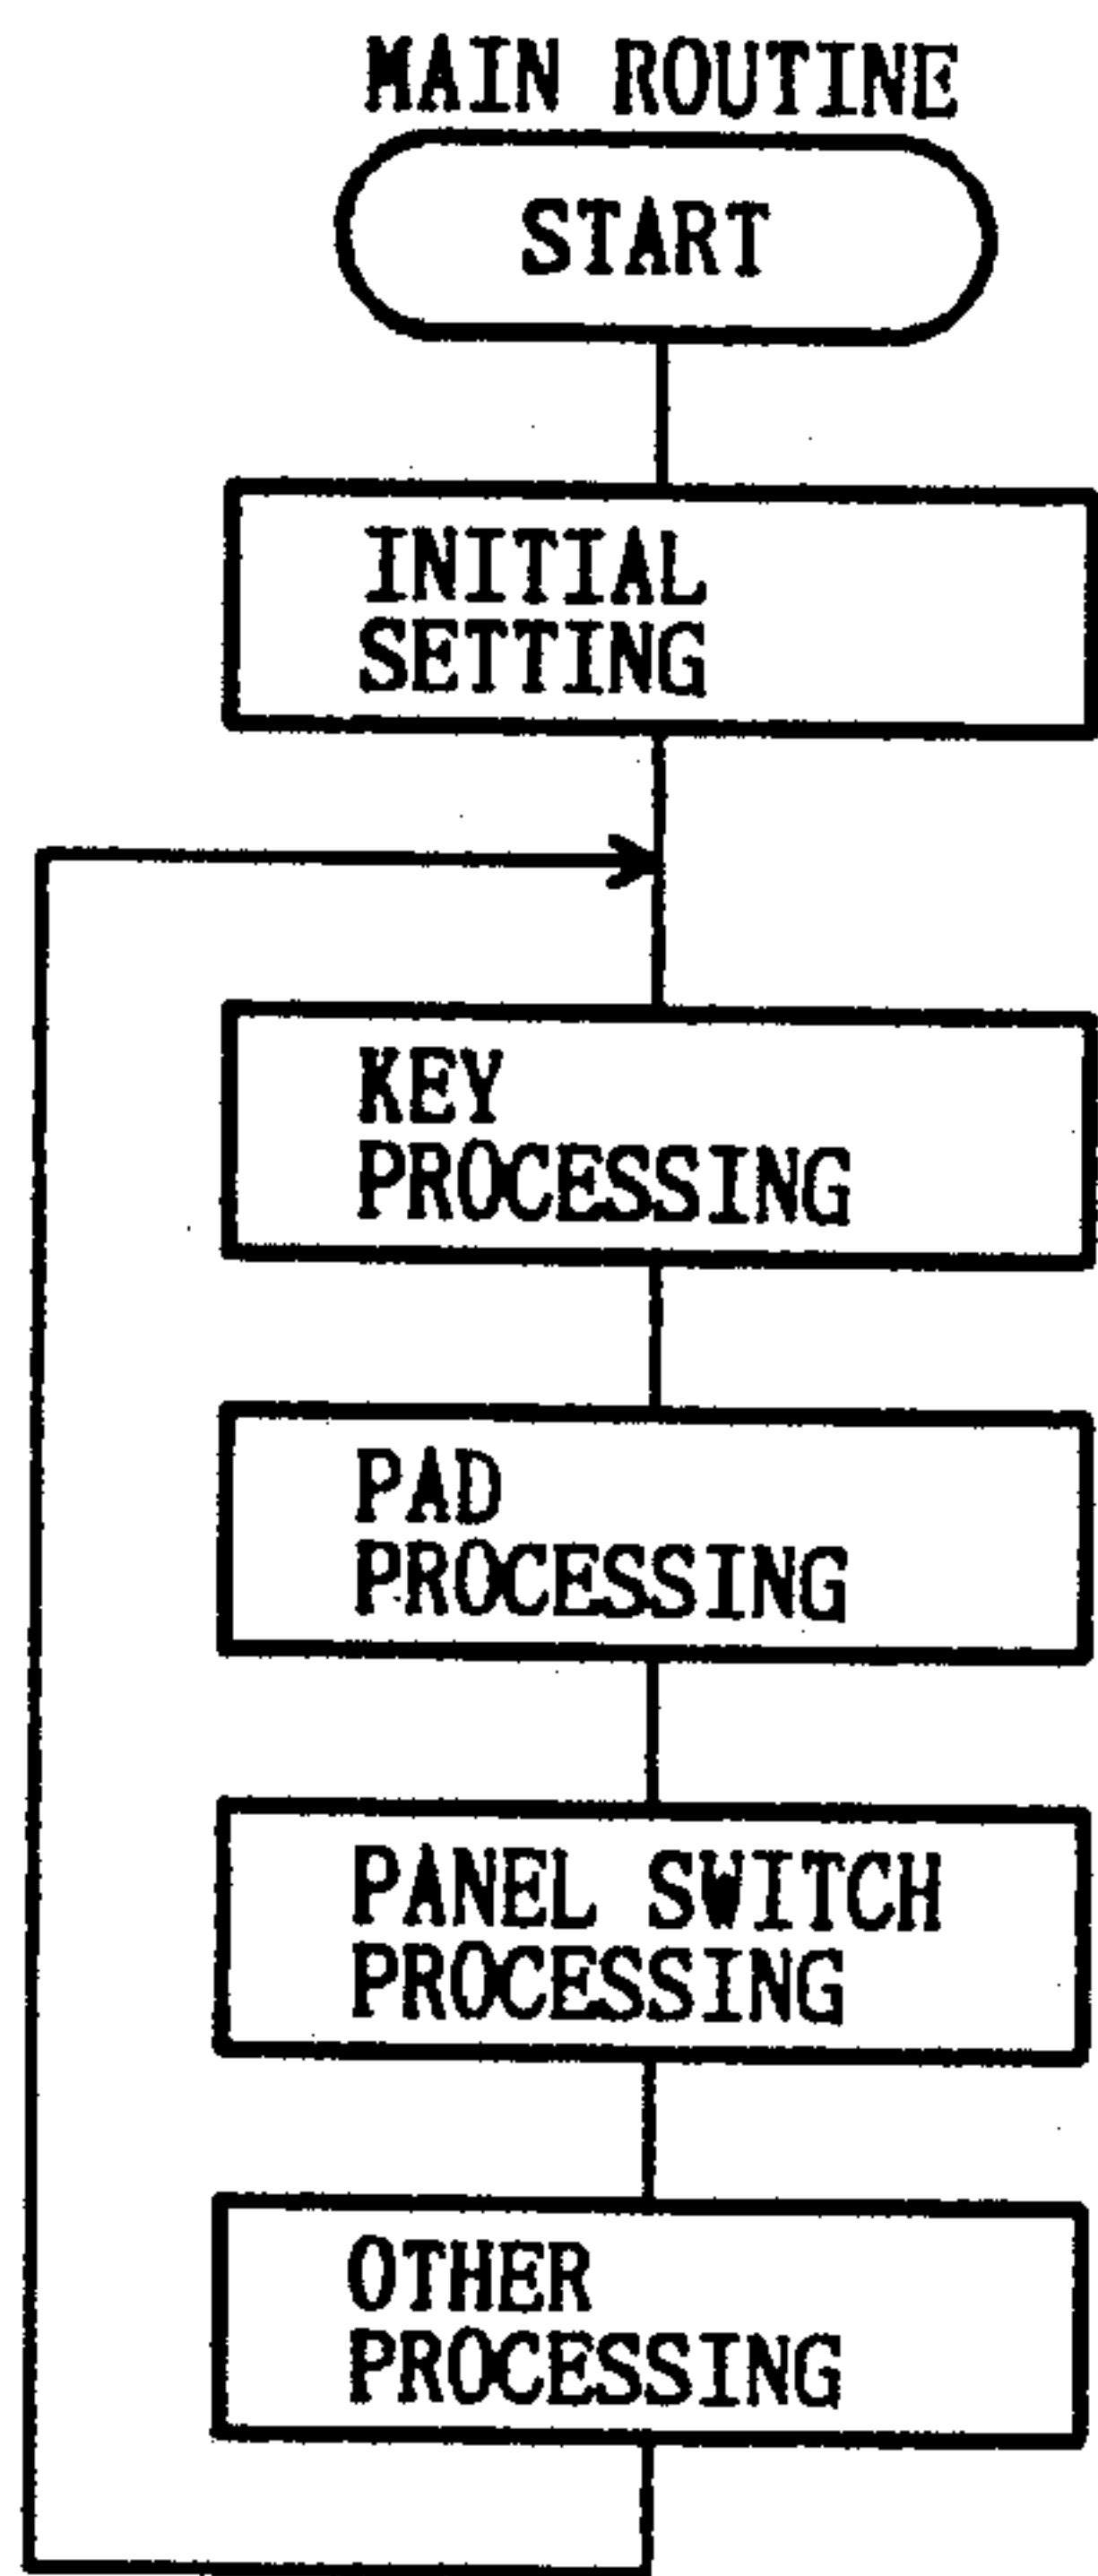 MAIN ROUTINE
START
INITIAL
SETTING
KEY
PROCESSING
PAD
PROCESSING
PANEL SWITCH
PROCESSING
OTHER
PROCESSING